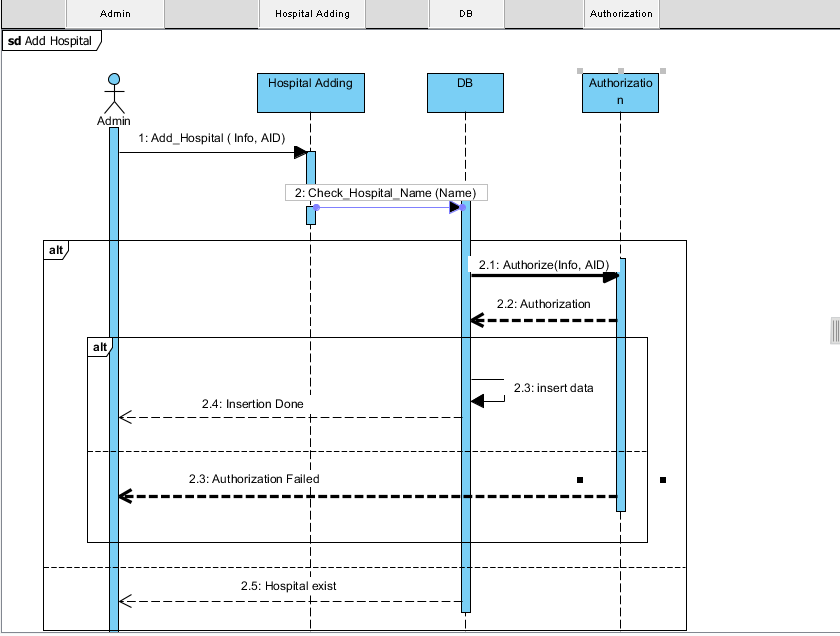 Admin
Hospital Adding
DB
Authorization
sd Add Hospital
Hospital Adding
DB
Authorizatio
n
Admin
1: Add_Hospital ( Info, AID)
2: Check_Hospital_Name (Name)
alt
2.1: Authorize(Info, AID)
2.2: Authorization
alt
2.3: insert data
2.4: Insertion Done
2.3: Authorization Failed
2.5: Hospital exist